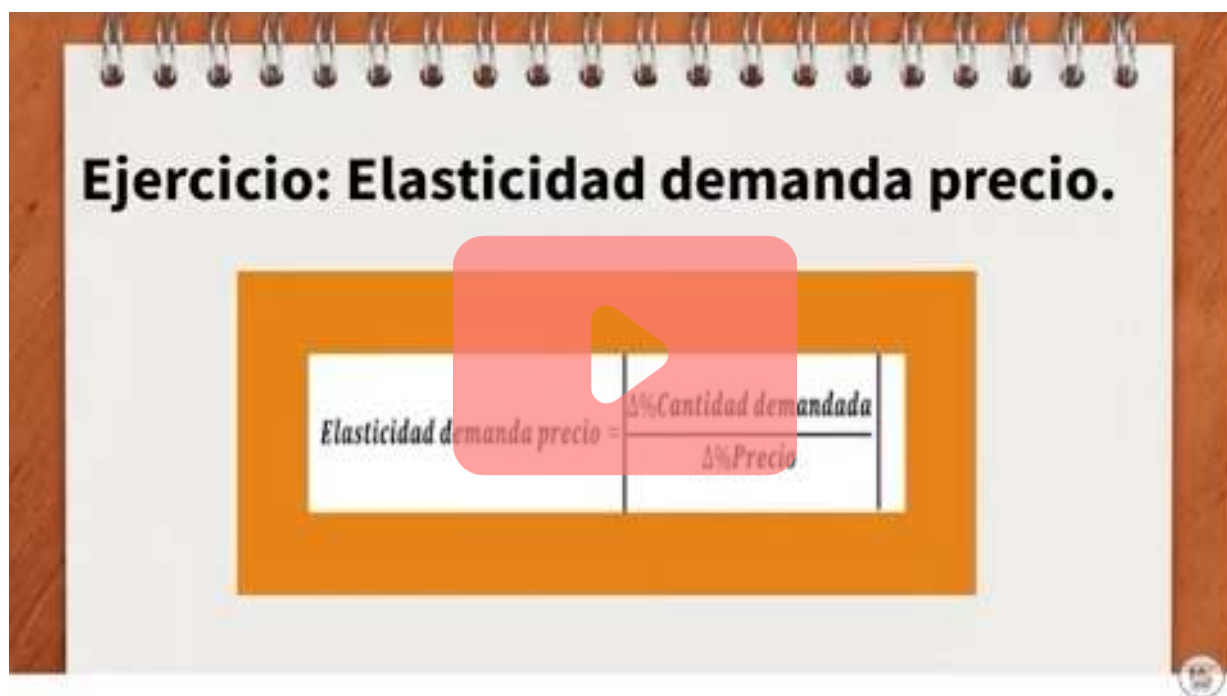 Ejercicio: Elasticidad demanda precio.
Δ%Cantidad demandada
Elasticidad demanda precio =
Δ%Precio